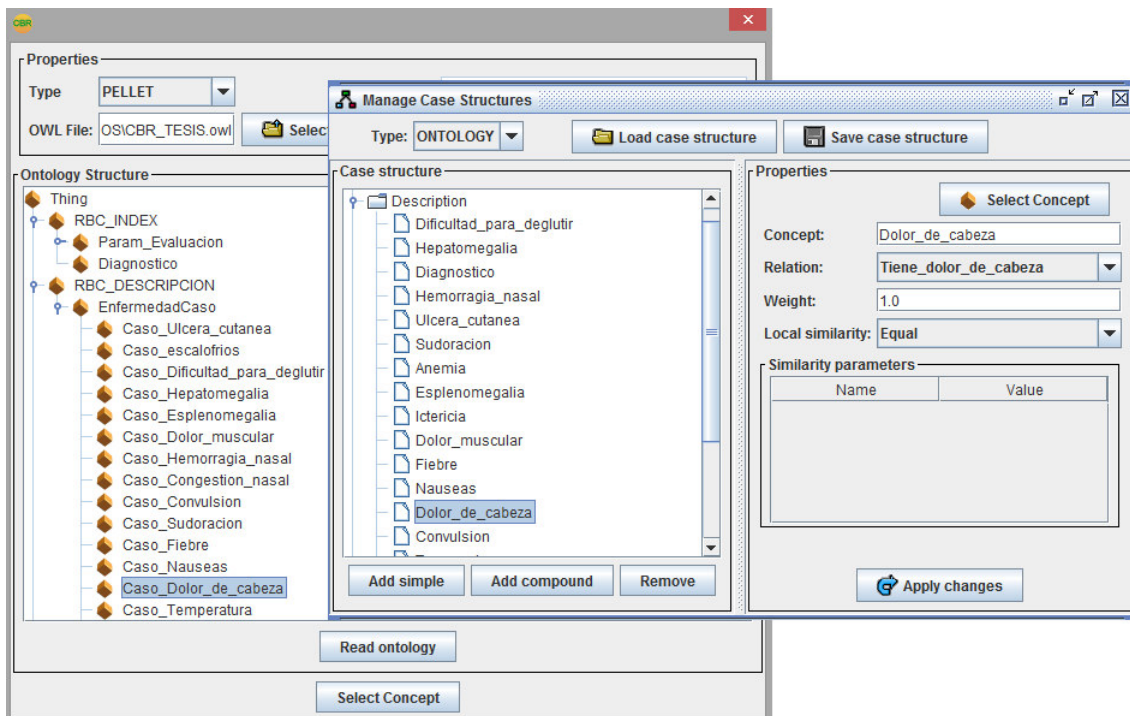 CBR
Properties
Type PELLET
OWL File: OS\CBR_TESIS.owl Select
Ontology Structure
Thing
RBC_INDEX
Param_Evaluacion
Diagnostico
RBC_DESCRIPCION
EnfermedadCaso
Caso_Ulcera_cutanea
Caso_escalofrios
Caso_Dificultad_para_deglutir
Caso_Hepatomegalia
Caso_Esplenomegalia
Caso_Dolor_muscular
Caso_Hemorragia_nasal
Caso_Congestion_nasal
Caso_Convulsion
Caso_Sudoracion
Caso_Fiebre
Caso_Nauseas
Caso_Dolor_de_cabeza
Caso_Temperatura
Read ontology
Select Concept
Manage Case Structures
Type: ONTOLOGY Load case structure Save case structure
Case structure
Description
Dificultad_para_deglutir
Hepatomegalia
Diagnostico
Hemorragia_nasal
Ulcera_cutanea
Sudoracion
Anemia
Esplenomegalia
Ictericia
Dolor_muscular
Fiebre
Nauseas
Dolor_de_cabeza
Convulsion
Add simple Add compound Remove
Properties
Select Concept
Concept: Dolor_de_cabeza
Relation: Tiene_dolor_de_cabeza
Weight: 1.0
Local similarity: Equal
Similarity parameters
Name Value
Apply changes